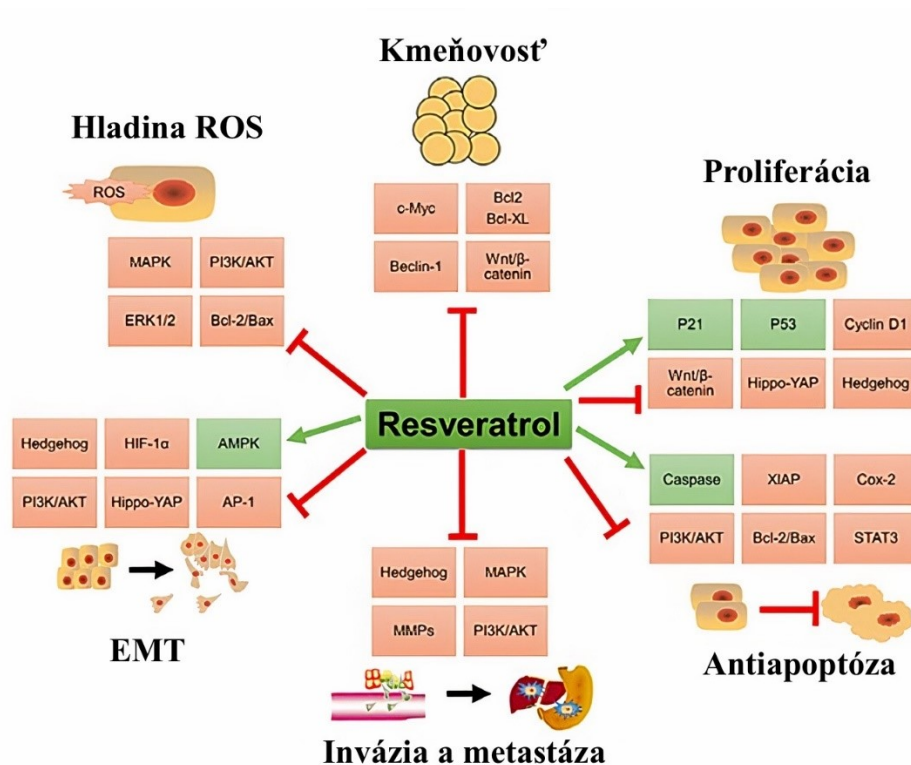 Kmeňovosť
c-Myc
Bcl2
Bcl-XL
Beclin-1
Wnt/β-
catenin
Hladina ROS
ROS
MAPK
PI3K/AKT
ERK1/2
Bcl-2/Bax
Proliferácia
P21
P53
Cyclin D1
Wnt/β-
catenin
Hippo-YAP
Hedgehog
Resveratrol
Hedgehog
HIF-1α
AMPK
PI3K/AKT
Hippo-YAP
AP-1
EMT
Caspase
XIAP
Cox-2
PI3K/AKT
Bcl-2/Bax
STAT3
Antiapoptóza
Hedgehog
MAPK
MMPs
PI3K/AKT
Invázia a metastáza